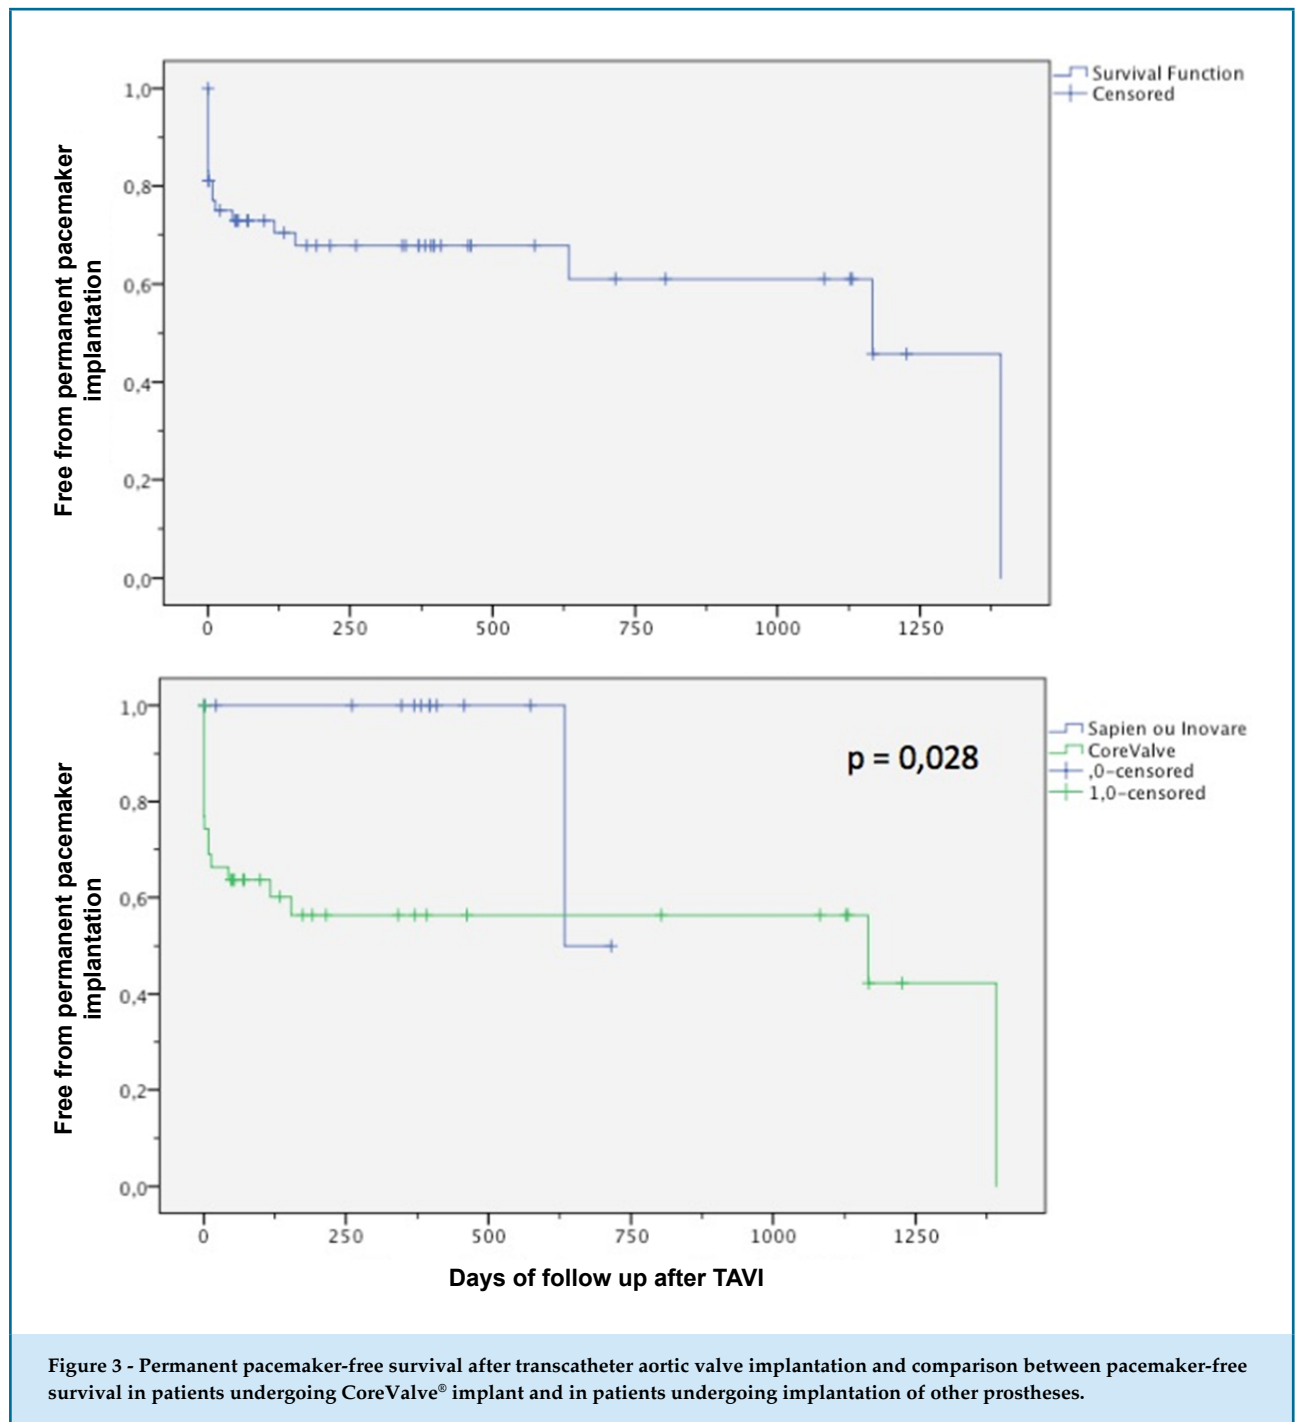 Free from permanent pacemaker
implantation
1,0
0,8
0,6
0,4
0,2
0,0
0 250 500 750 1000 1250
Survival Function
Censored
Free from permanent pacemaker
implantation
1,0
0,8
0,6
0,4
0,2
0,0
p = 0,028
0 250 500 750 1000 1250
Sapien ou Inovare
CoreValve
,0-censored
1,0-censored
Days of follow up after TAVI
Figure 3 - Permanent pacemaker-free survival after transcatheter aortic valve implantation and comparison between pacemaker-free
survival in patients undergoing CoreValve® implant and in patients undergoing implantation of other prostheses.